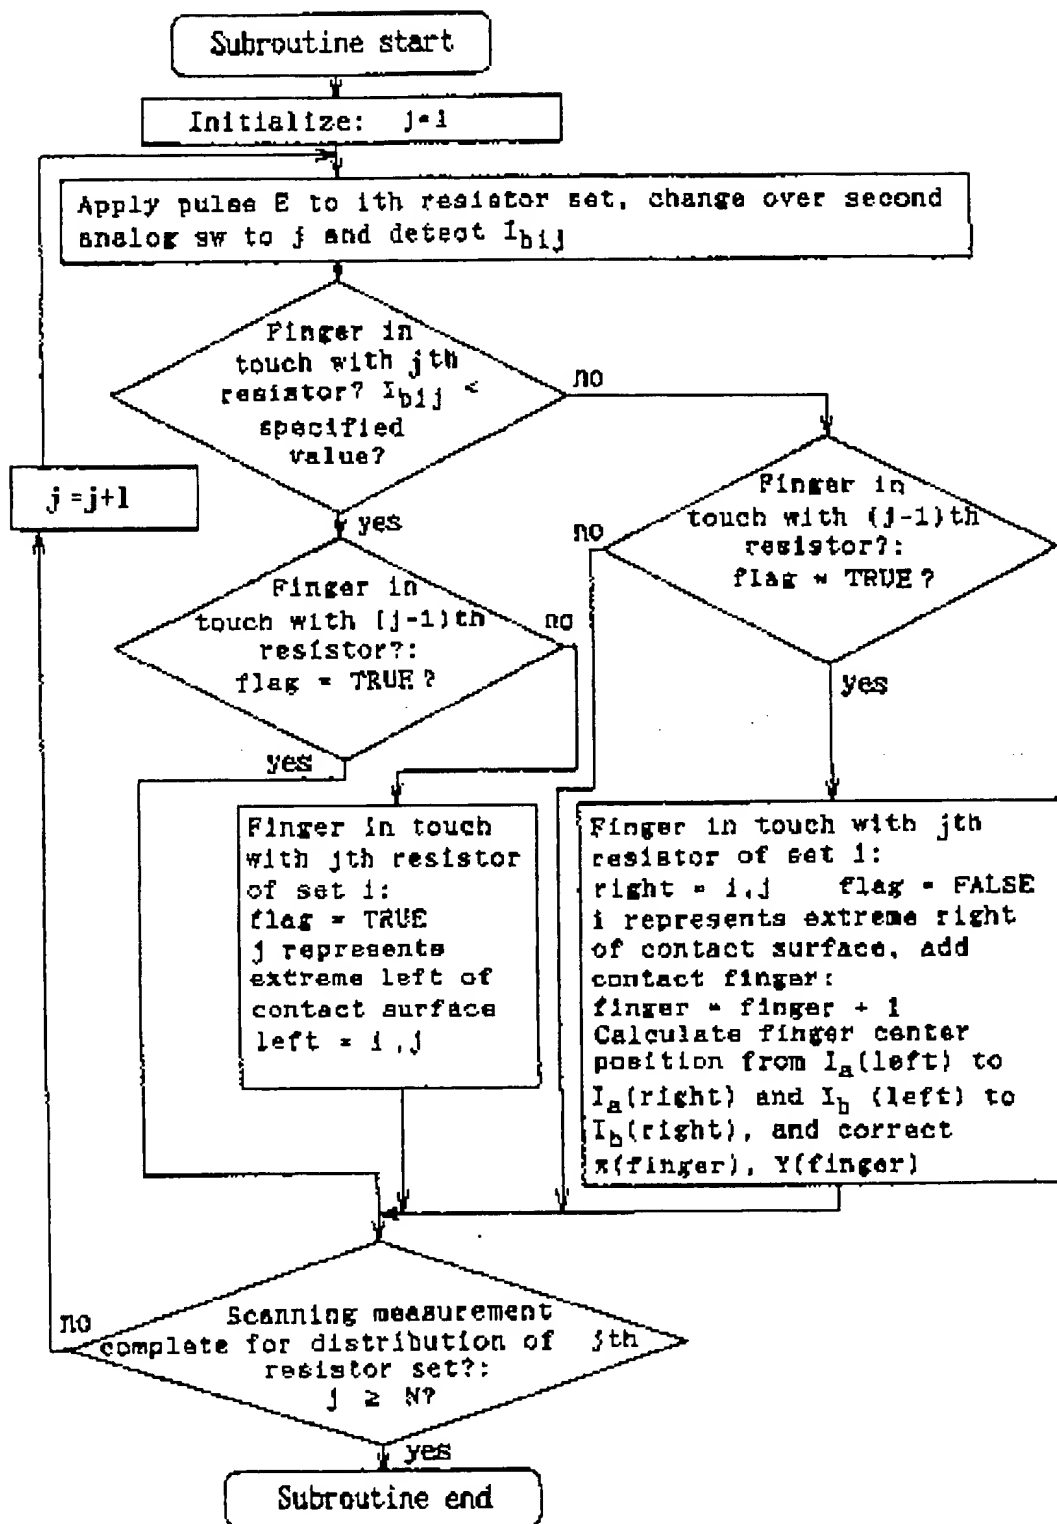 Subroutine start
Initialize: j=1
Apply pulse E to ith resistor set, change over second
analog sw to j and detect I_bij
Finger in
touch with jth
resistor? I_bij <
specified
value?
no
j=j+1
yes
Finger in
touch with (j-1)th
resistor?:
flag = TRUE?
no
yes
Finger in
touch with (j-1)th
resistor?:
flag = TRUE?
no
yes
Finger in touch
with jth resistor
of set i:
flag = TRUE
j represents
extreme left of
contact surface
left = i,j
Finger in touch with jth
resistor of set i:
right = i,j flag = FALSE
i represents extreme right
of contact surface, add
contact finger:
finger = finger + 1
Calculate finger center
position from I_a(left) to
I_a(right) and I_b (left) to
I_b(right), and correct
X(finger), Y(finger)
Scanning measurement
complete for distribution of jth
resistor set?:
j ≥ N?
no
yes
Subroutine end